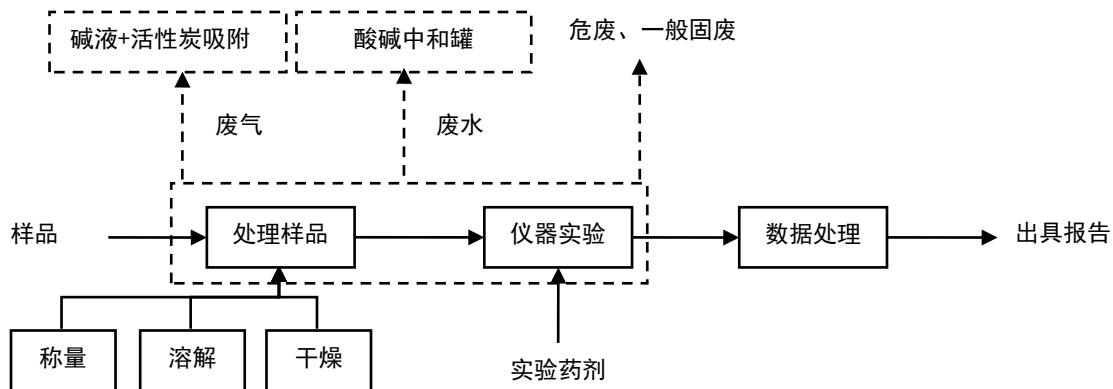 碱液+活性炭吸附
酸碱中和罐
危废、一般固废
废气
废水
样品
处理样品
仪器实验
数据处理
出具报告
称量
溶解
干燥
实验药剂